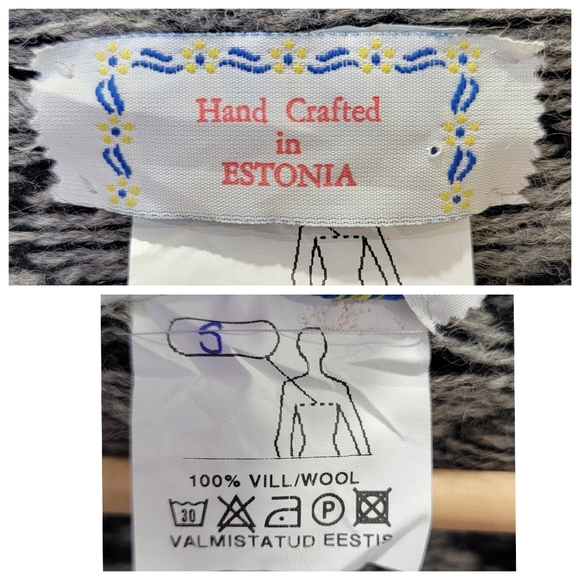 Hand Crafted
in
ESTONIA
S
100% VILL/WOOL
30 P
VALMISTATUD EESTIS